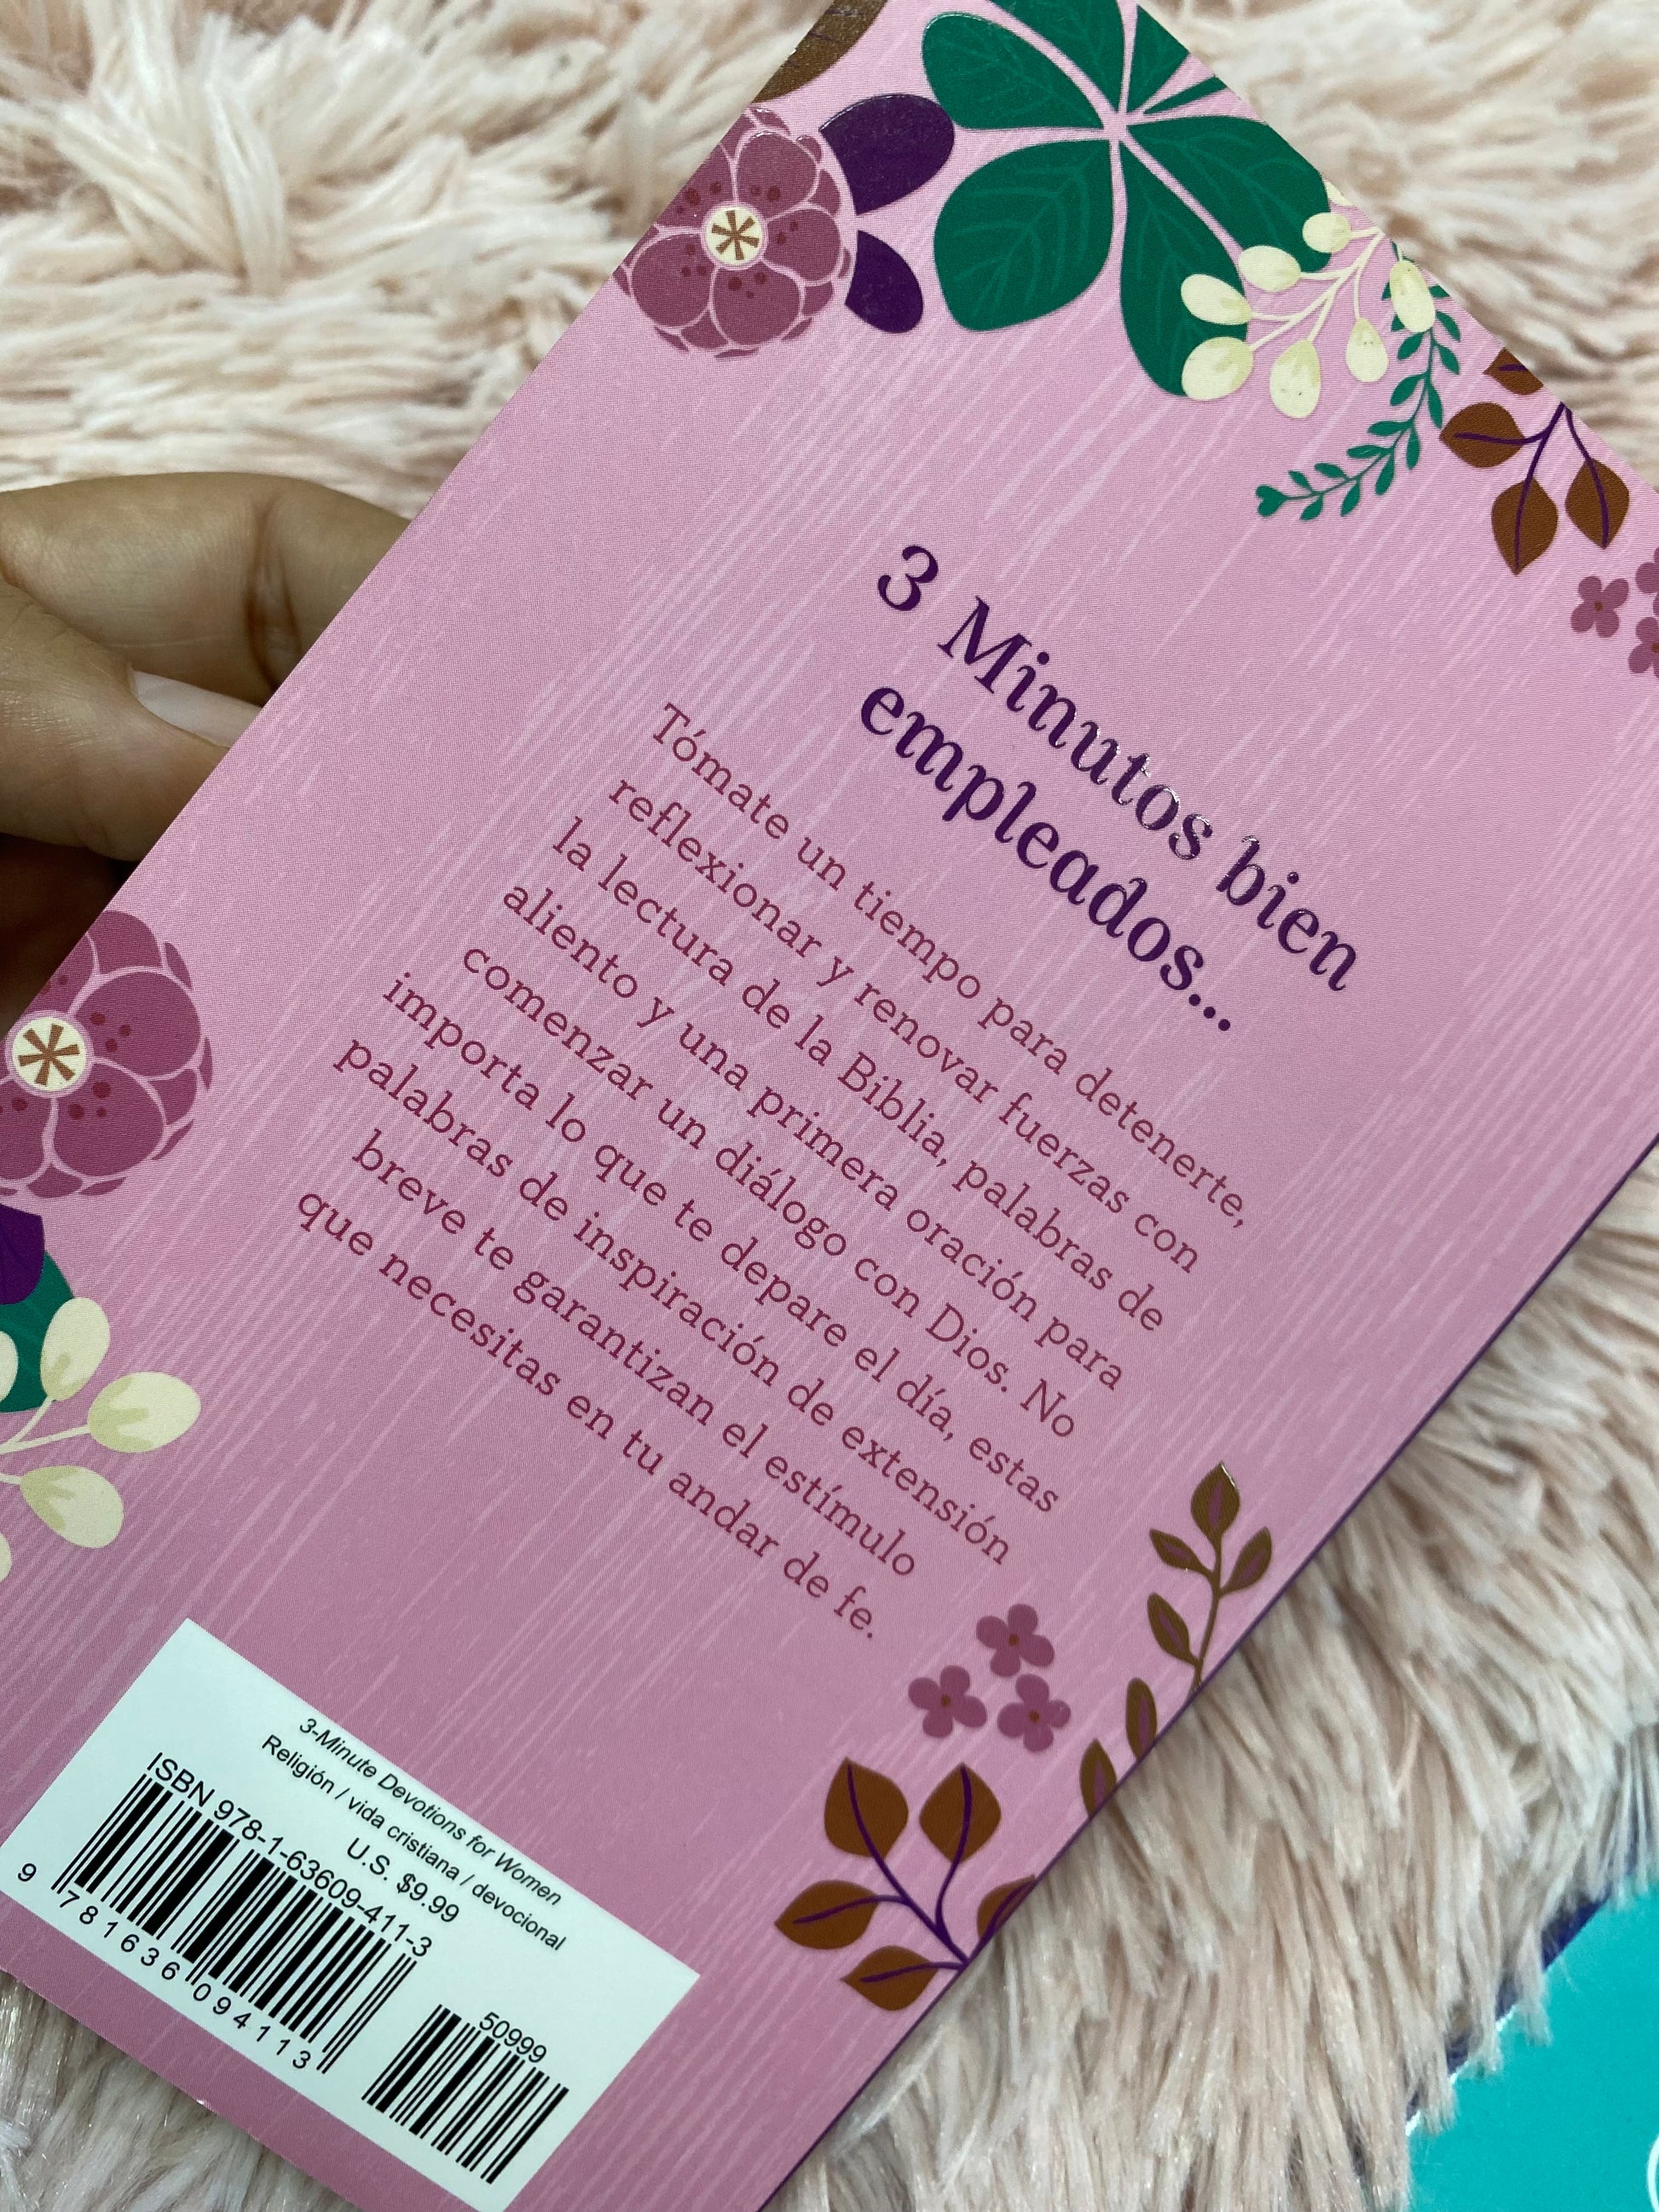 3 Minutos bien
empleados...
Tómate un tiempo para detenerte,
reflexionar y renovar fuerzas con
la lectura de la Biblia, palabras de
aliento y una primera oración para
comenzar un diálogo con Dios. No
importa lo que te depare el día, estas
palabras de inspiración de extensión
breve te garantizan el estímulo
que necesitas en tu andar de fe.
3-Minute Devotions for Women
Religión / vida cristiana / devocional
U.S. $9.99
ISBN 978-1-63609-411-3
50999
9 781636 094113